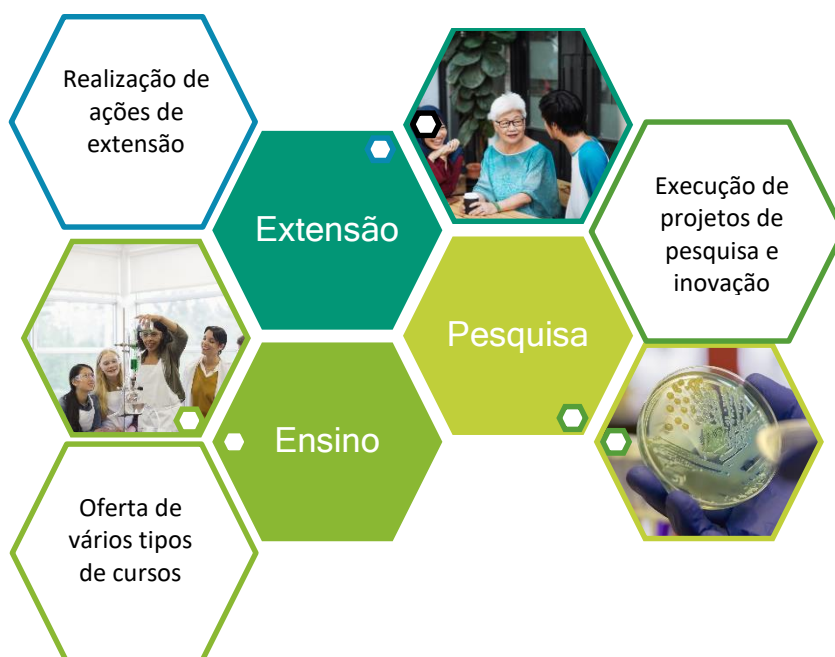 Realização de
ações de
extensão
Extensão
Execução de
projetos de
pesquisa e
inovação
Pesquisa
Ensino
Oferta de
vários tipos
de cursos